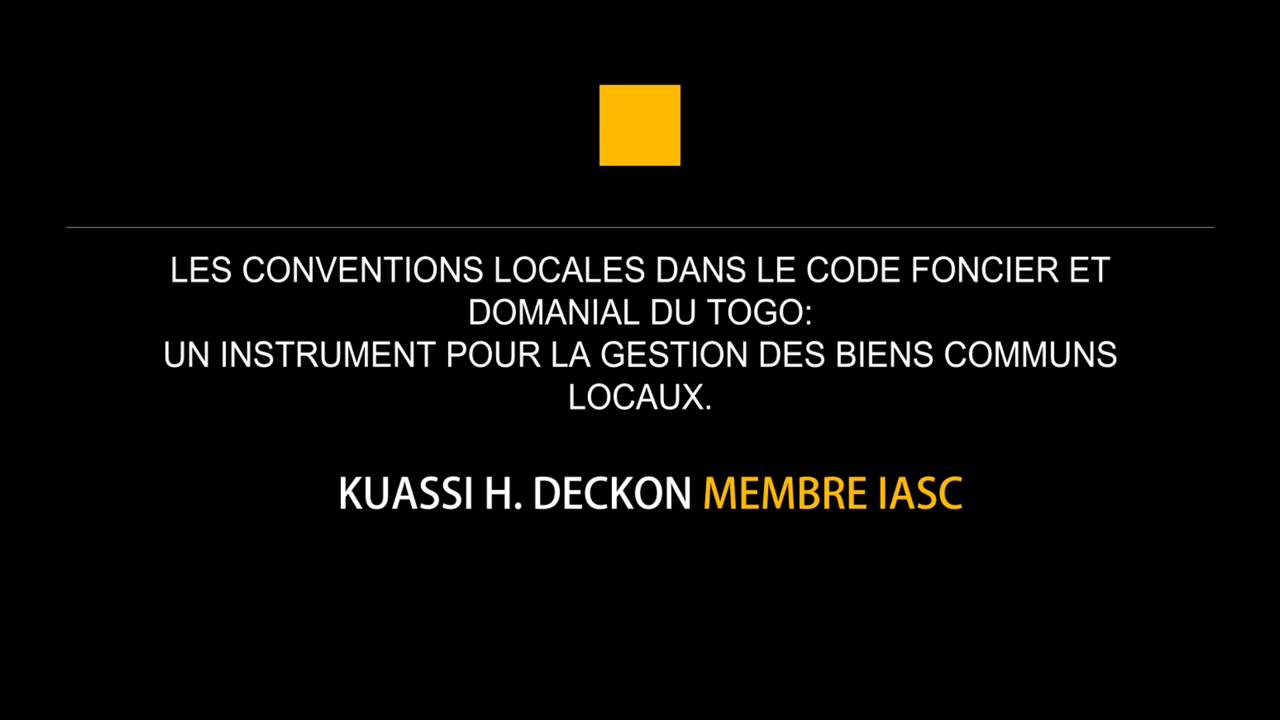 LES CONVENTIONS LOCALES DANS LE CODE FONCIER ET
DOMANIAL DU TOGO:
UN INSTRUMENT POUR LA GESTION DES BIENS COMMUNS
LOCAUX.
KUASSI H. DECKON MEMBRE IASC